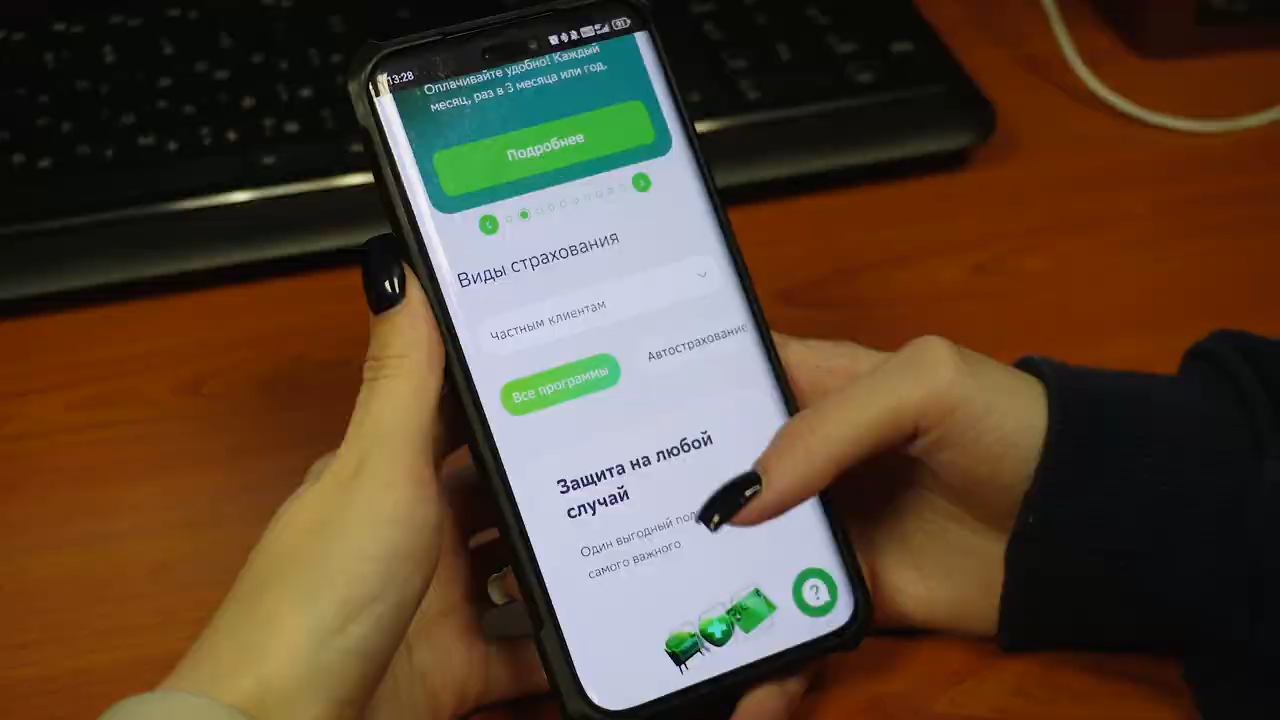 13:28
91
Оплачивайте удобно! Каждый
месяц, раз в 3 месяца или год.
Подробнее
Виды страхования
Частным клиентам
Все программы
Автострахование
Защита на любой
случай
Один выгодный
самого важного
?